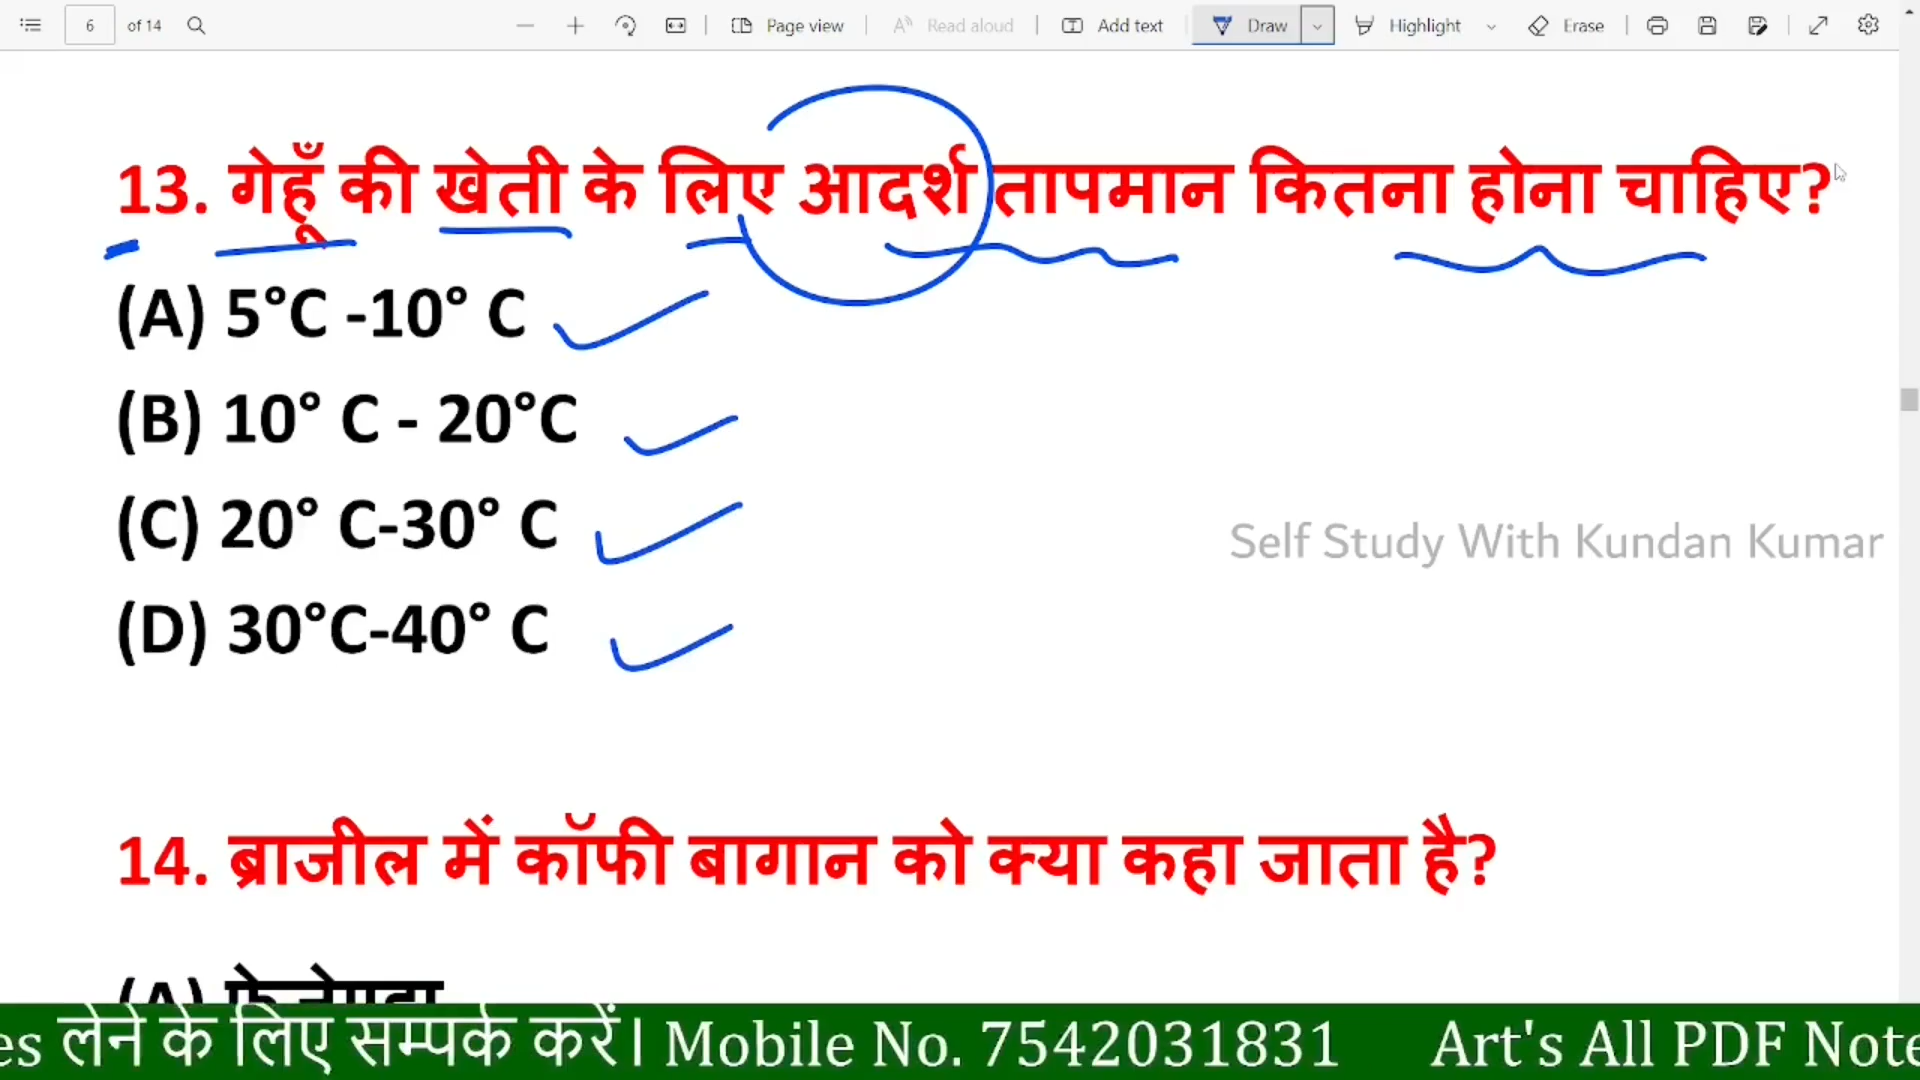 6 of 14 Page view Read aloud Add text Draw Highlight Erase
13. गेहूँ की खेती के लिए आदर्श तापमान कितना होना चाहिए?
(A) 5°C -10° C
(B) 10° C - 20°C
(C) 20° C-30° C
Self Study With Kundan Kumar
(D) 30°C-40° C
14. ब्राजील में कॉफी बागान को क्या कहा जाता है?
(A)
es लेने के लिए सम्पर्क करें। Mobile No. 7542031831 Art's All PDF Note